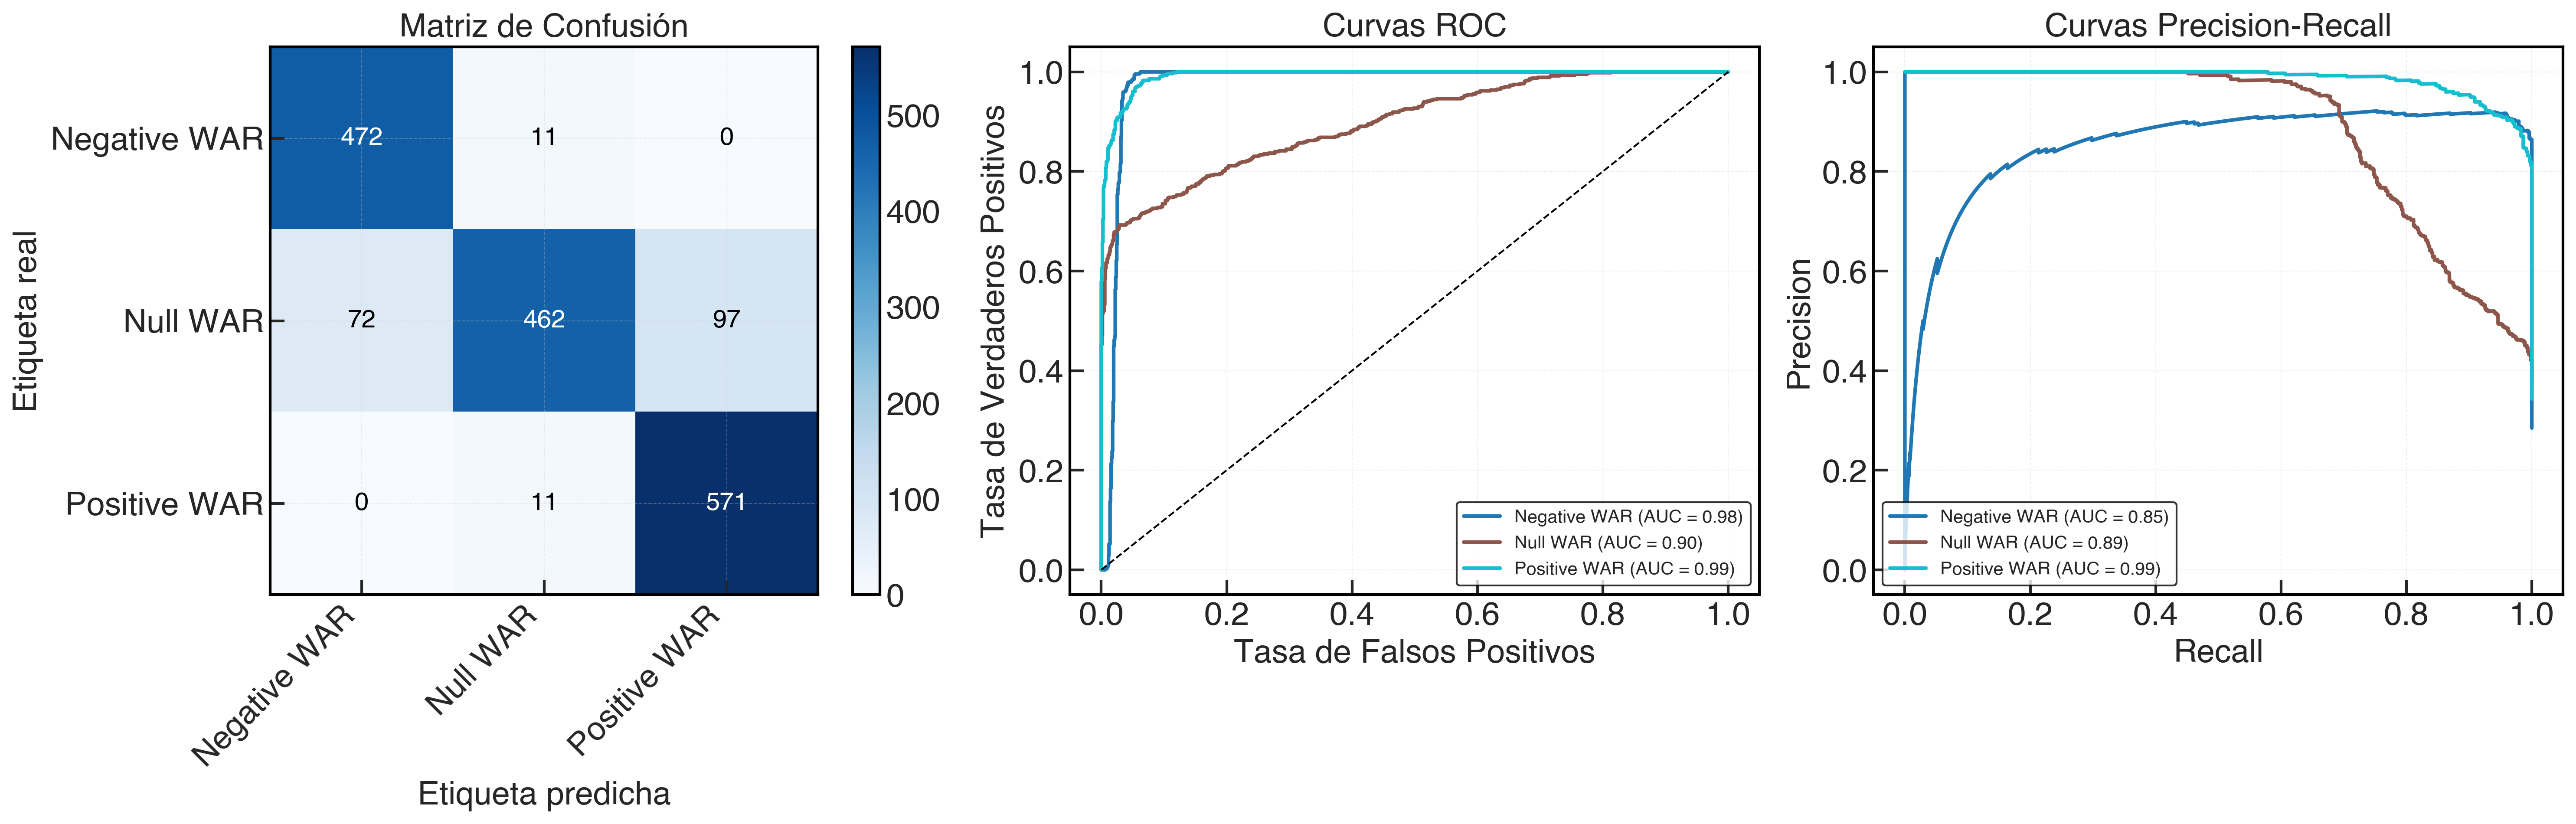 Matriz de Confusión
Etiqueta real
Negative WAR
Null WAR
Positive WAR
472 11 0
72 462 97
0 11 571
Negative WAR
Null WAR
Positive WAR
Etiqueta predicha
500
400
300
200
100
0
Curvas ROC
Tasa de Verdaderos Positivos
1.0
0.8
0.6
0.4
0.2
0.0
Negative WAR (AUC = 0.98)
Null WAR (AUC = 0.90)
Positive WAR (AUC = 0.99)
0.0 0.2 0.4 0.6 0.8 1.0
Tasa de Falsos Positivos
Curvas Precision-Recall
Precision
1.0
0.8
0.6
0.4
0.2
0.0
Negative WAR (AUC = 0.85)
Null WAR (AUC = 0.89)
Positive WAR (AUC = 0.99)
0.0 0.2 0.4 0.6 0.8 1.0
Recall